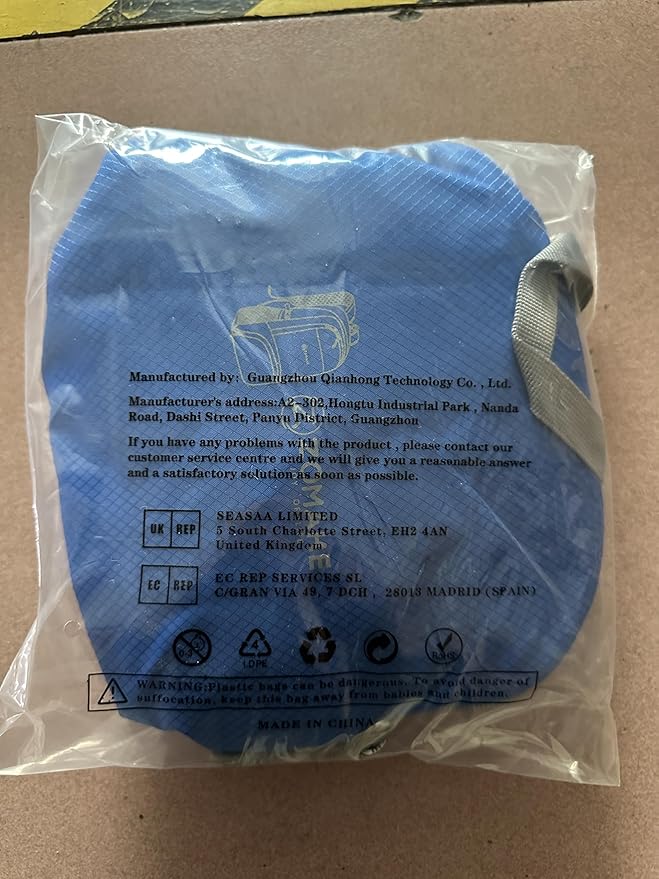 Manufactured by: Guangzhou Qianhong Technology Co. , Ltd.
Manufacturer's address:A2-302,Hongtu Industrial Park , Nanda
Road, Dashi Street, Panyu District, Guangzhou
If you have any problems with the product , please contact our
customer service centre and we will give you a reasonable answer
and a satisfactory solution as soon as possible.
UK REP
SEASAA LIMITED
5 South Charlotte Street, EH2 4AN
United Kingdom
EC REP
EC REP SERVICES SL
C/GRAN VIA 49, 7 DCH , 28013 MADRID (SPAIN)
0-3
4
LDPE
RoHS
WARNING:Plastic bags can be dangerous. To avoid danger of
suffocation, keep this bag away from babies and children.
MADE IN CHINA